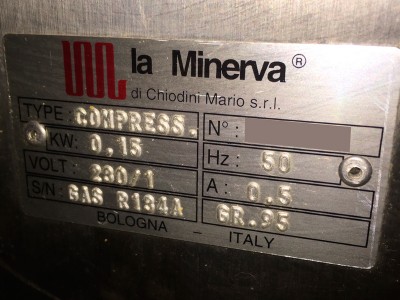 la Minerva®
di Chiodini Mario s.r.l.
TYPE: COMPRESS. N°:
KW: 0,15 Hz: 50
VOLT: 230/1 A: 0.5
S/N: GAS R134A GR.95
BOLOGNA - ITALY